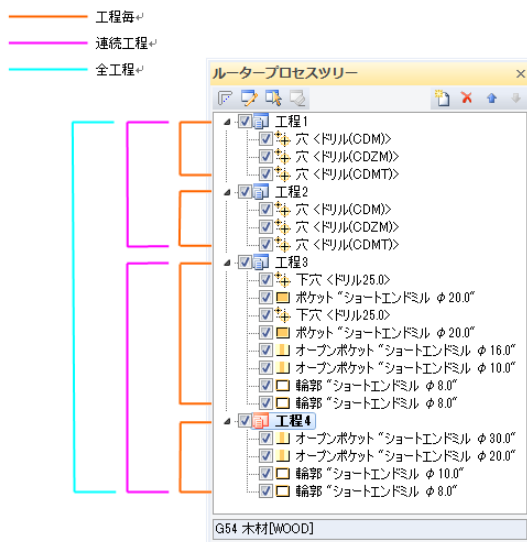 工程毎↵
連続工程↵
全工程↵
ルータープロセスツリー
工程1
穴 <ドリル(CDM)>
穴 <ドリル(CDZM)>
穴 <ドリル(CDMT)>
工程2
穴 <ドリル(CDM)>
穴 <ドリル(CDZM)>
穴 <ドリル(CDMT)>
工程3
下穴 <ドリル25.0>
ポケット "ショートエンドミル φ20.0"
下穴 <ドリル25.0>
ポケット "ショートエンドミル φ20.0"
オープンポケット "ショートエンドミル φ16.0"
オープンポケット "ショートエンドミル φ10.0"
輪郭 "ショートエンドミル φ8.0"
輪郭 "ショートエンドミル φ8.0"
工程4
オープンポケット "ショートエンドミル φ30.0"
オープンポケット "ショートエンドミル φ20.0"
輪郭 "ショートエンドミル φ10.0"
輪郭 "ショートエンドミル φ8.0"
G54 木材[WOOD]